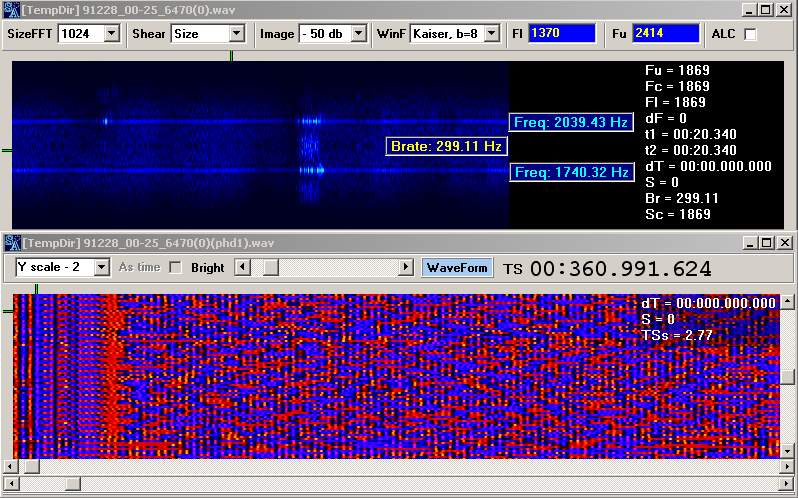 [TempDir] 91228_00-25_6470(0).wav
SizeFFT 1024 Shear Size Image - 50 db WinF Kaiser, b=8 Fl 1370 Fu 2414 ALC
Fu = 1869
Fc = 1869
Fl = 1869
dF = 0
t1 = 00:20.340
t2 = 00:20.340
dT = 00:00.000.000
S = 0
Br = 299.11
Sc = 1869
Freq: 2039.43 Hz
Brate: 299.11 Hz
Freq: 1740.32 Hz
[TempDir] 91228_00-25_6470(0)(phd1).wav
Y scale - 2 As time Bright WaveForm TS 00:360.991.624
dT = 00:000.000.000
S = 0
TSs = 2.77